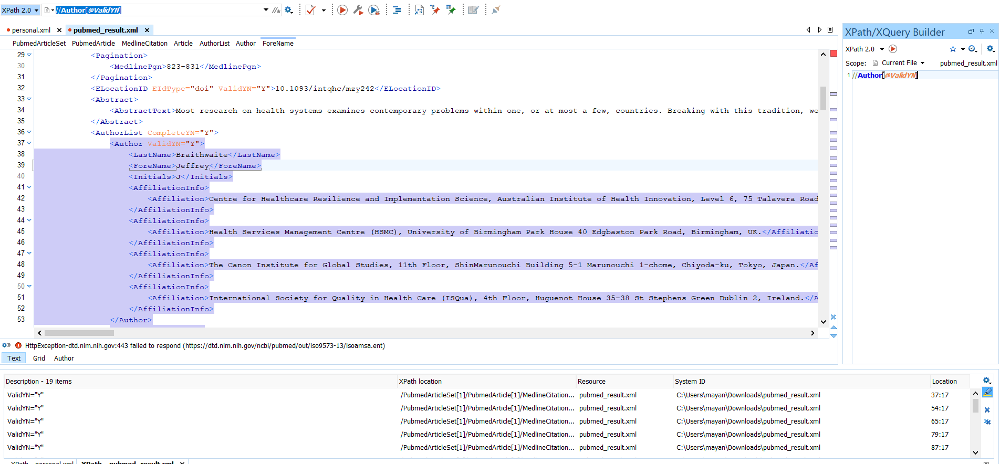 XPath 2.0 //Author[@ValidYN]
personal.xml pubmed_result.xml
PubmedArticleSet PubmedArticle MedlineCitation Article AuthorList Author ForeName
29 <Pagination>
30 <MedlinePgn>823-831</MedlinePgn>
31 </Pagination>
32 <ELocationID EIdType="doi" ValidYN="Y">10.1093/intqhc/mzy242</ELocationID>
33 <Abstract>
34 <AbstractText>Most research on health systems examines contemporary problems within one, or at most a few, countries. Breaking with this tradition, we
35 </Abstract>
36 <AuthorList CompleteYN="Y">
37 <Author ValidYN="Y">
38 <LastName>Braithwaite</LastName>
39 <ForeName>Jeffrey</ForeName>
40 <Initials>J</Initials>
41 <AffiliationInfo>
42 <Affiliation>Centre for Healthcare Resilience and Implementation Science, Australian Institute of Health Innovation, Level 6, 75 Talavera Road
43 </AffiliationInfo>
44 <AffiliationInfo>
45 <Affiliation>Health Services Management Centre (HSMC), University of Birmingham Park House 40 Edgbaston Park Road, Birmingham, UK.</Affiliatio
46 </AffiliationInfo>
47 <AffiliationInfo>
48 <Affiliation>The Canon Institute for Global Studies, 11th Floor, ShinMarunouchi Building 5-1 Marunouchi 1-chome, Chiyoda-ku, Tokyo, Japan.</Af
49 </AffiliationInfo>
50 <AffiliationInfo>
51 <Affiliation>International Society for Quality in Health Care (ISQua), 4th Floor, Huguenot House 35-38 St Stephens Green Dublin 2, Ireland.</A
52 </AffiliationInfo>
53 </Author>
HttpException-dtd.nlm.nih.gov:443 failed to respond (https://dtd.nlm.nih.gov/ncbi/pubmed/out/iso9573-13/isoamsa.ent)
Text Grid Author
XPath/XQuery Builder
XPath 2.0
Scope: Current File pubmed_result.xml
1 //Author[@ValidYN]
Description - 19 items XPath location Resource System ID Location
ValidYN="Y" /PubmedArticleSet[1]/PubmedArticle[1]/MedlineCitation... pubmed_result.xml C:\Users\mayan\Downloads\pubmed_result.xml 37:17
ValidYN="Y" /PubmedArticleSet[1]/PubmedArticle[1]/MedlineCitation... pubmed_result.xml C:\Users\mayan\Downloads\pubmed_result.xml 54:17
ValidYN="Y" /PubmedArticleSet[1]/PubmedArticle[1]/MedlineCitation... pubmed_result.xml C:\Users\mayan\Downloads\pubmed_result.xml 65:17
ValidYN="Y" /PubmedArticleSet[1]/PubmedArticle[1]/MedlineCitation... pubmed_result.xml C:\Users\mayan\Downloads\pubmed_result.xml 79:17
ValidYN="Y" /PubmedArticleSet[1]/PubmedArticle[1]/MedlineCitation... pubmed_result.xml C:\Users\mayan\Downloads\pubmed_result.xml 87:17
XPath - personal.xml XPath - pubmed_result.xml